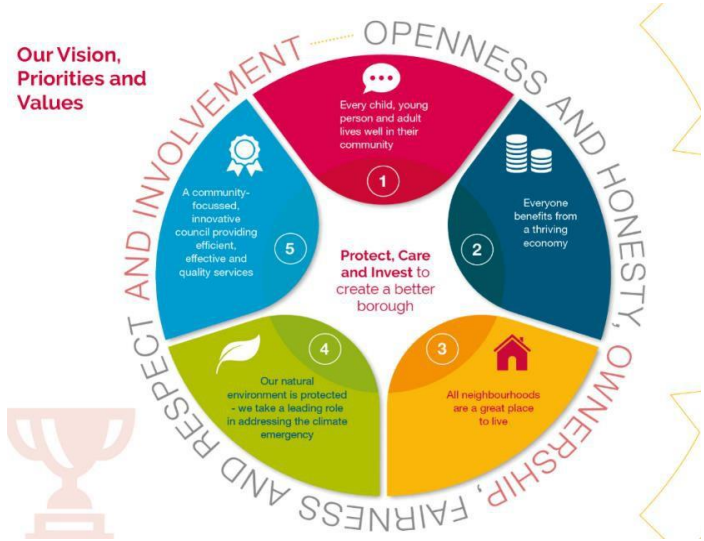 Our Vision,
Priorities and
Values
OPENNESS AND HONESTY, OWNERSHIP, FAIRNESS AND RESPECT AND INVOLVEMENT
Every child, young
person and adult
lives well in their
community
1
Everyone
benefits from
a thriving
economy
2
All neighbourhoods
are a great place
to live
3
Our natural
environment is protected
- we take a leading role
in addressing the climate
emergency
4
A community-
focussed,
innovative
council providing
efficient,
effective and
quality services
5
Protect, Care
and Invest to
create a better
borough